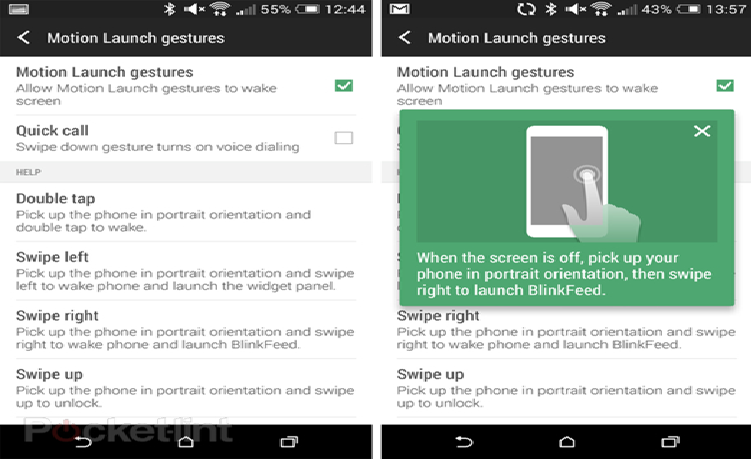 55% 12:44
Motion Launch gestures
Motion Launch gestures
Allow Motion Launch gestures to wake
screen
Quick call
Swipe down gesture turns on voice dialing
HELP
Double tap
Pick up the phone in portrait orientation and
double tap to wake.
Swipe left
Pick up the phone in portrait orientation and swipe
left to wake phone and launch the widget panel.
Swipe right
Pick up the phone in portrait orientation and swipe
right to wake phone and launch BlinkFeed.
Swipe up
Pick up the phone in portrait orientation and swipe
up to unlock.
Pocket-lint
43% 13:57
Motion Launch gestures
Motion Launch gestures
Allow Motion Launch gestures to wake
screen
When the screen is off, pick up your
phone in portrait orientation, then swipe
right to launch BlinkFeed.
Swipe right
Pick up the phone in portrait orientation and swipe
right to wake phone and launch BlinkFeed.
Swipe up
Pick up the phone in portrait orientation and swipe
up to unlock.